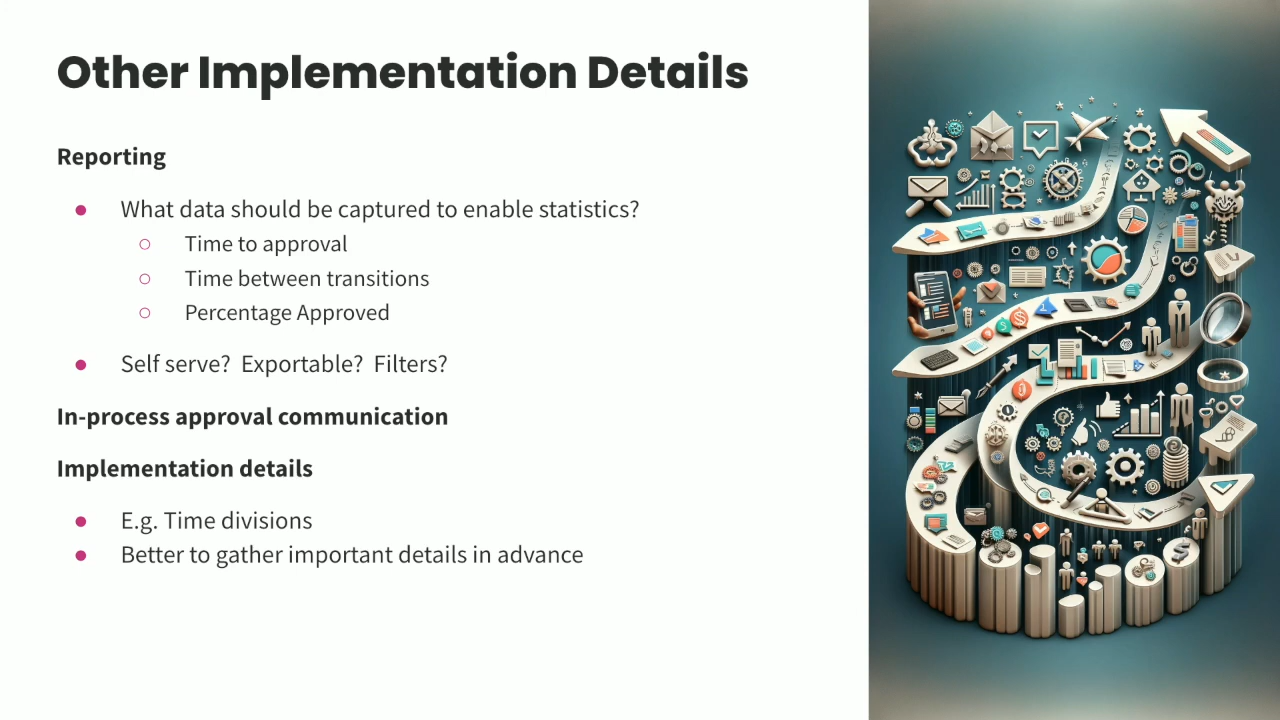 Other Implementation Details
Reporting
● What data should be captured to enable statistics?
○ Time to approval
○ Time between transitions
○ Percentage Approved
● Self serve?  Exportable?  Filters?
In-process approval communication
Implementation details
● E.g. Time divisions
● Better to gather important details in advance